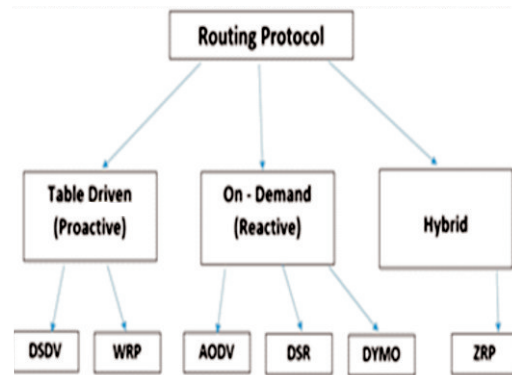 Routing Protocol
Table Driven
(Proactive)
On - Demand
(Reactive)
Hybrid
DSDV
WRP
AODV
DSR
DYMO
ZRP